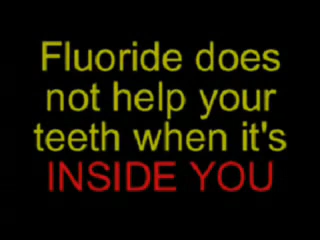 Fluoride does
not help your
teeth when it's
INSIDE YOU